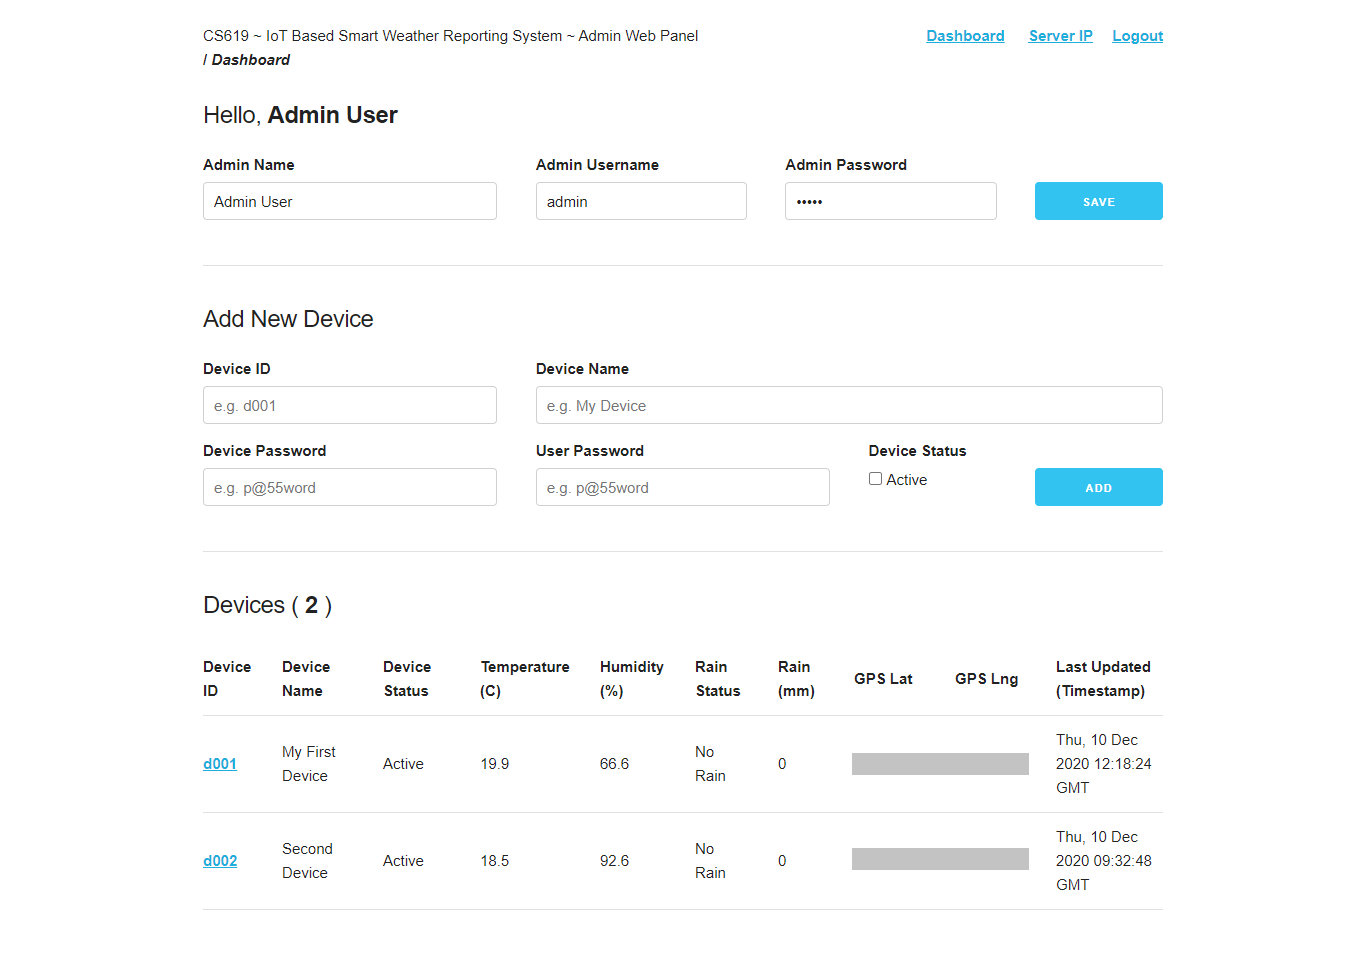 CS619 ~ IoT Based Smart Weather Reporting System ~ Admin Web Panel
/ Dashboard
Dashboard Server IP Logout
Hello, Admin User
Admin Name Admin Username Admin Password
Admin User admin ••••• SAVE
Add New Device
Device ID Device Name
e.g. d001 e.g. My Device
Device Password User Password Device Status
e.g. p@55word e.g. p@55word Active ADD
Devices ( 2 )
Device ID Device Name Device Status Temperature (C) Humidity (%) Rain Status Rain (mm) GPS Lat GPS Lng Last Updated (Timestamp)
d001 My First Device Active 19.9 66.6 No Rain 0 Thu, 10 Dec 2020 12:18:24 GMT
d002 Second Device Active 18.5 92.6 No Rain 0 Thu, 10 Dec 2020 09:32:48 GMT